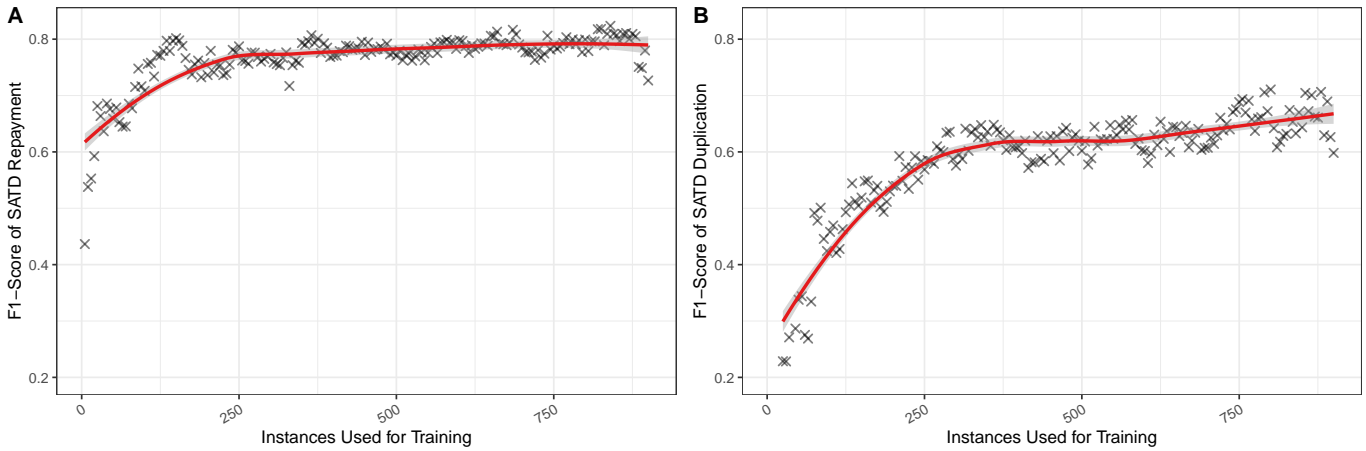 A
F1−Score of SATD Repayment
0.8
0.6
0.4
0.2
0
250
500
750
Instances Used for Training
B
F1−Score of SATD Duplication
0.8
0.6
0.4
0.2
0
250
500
750
Instances Used for Training